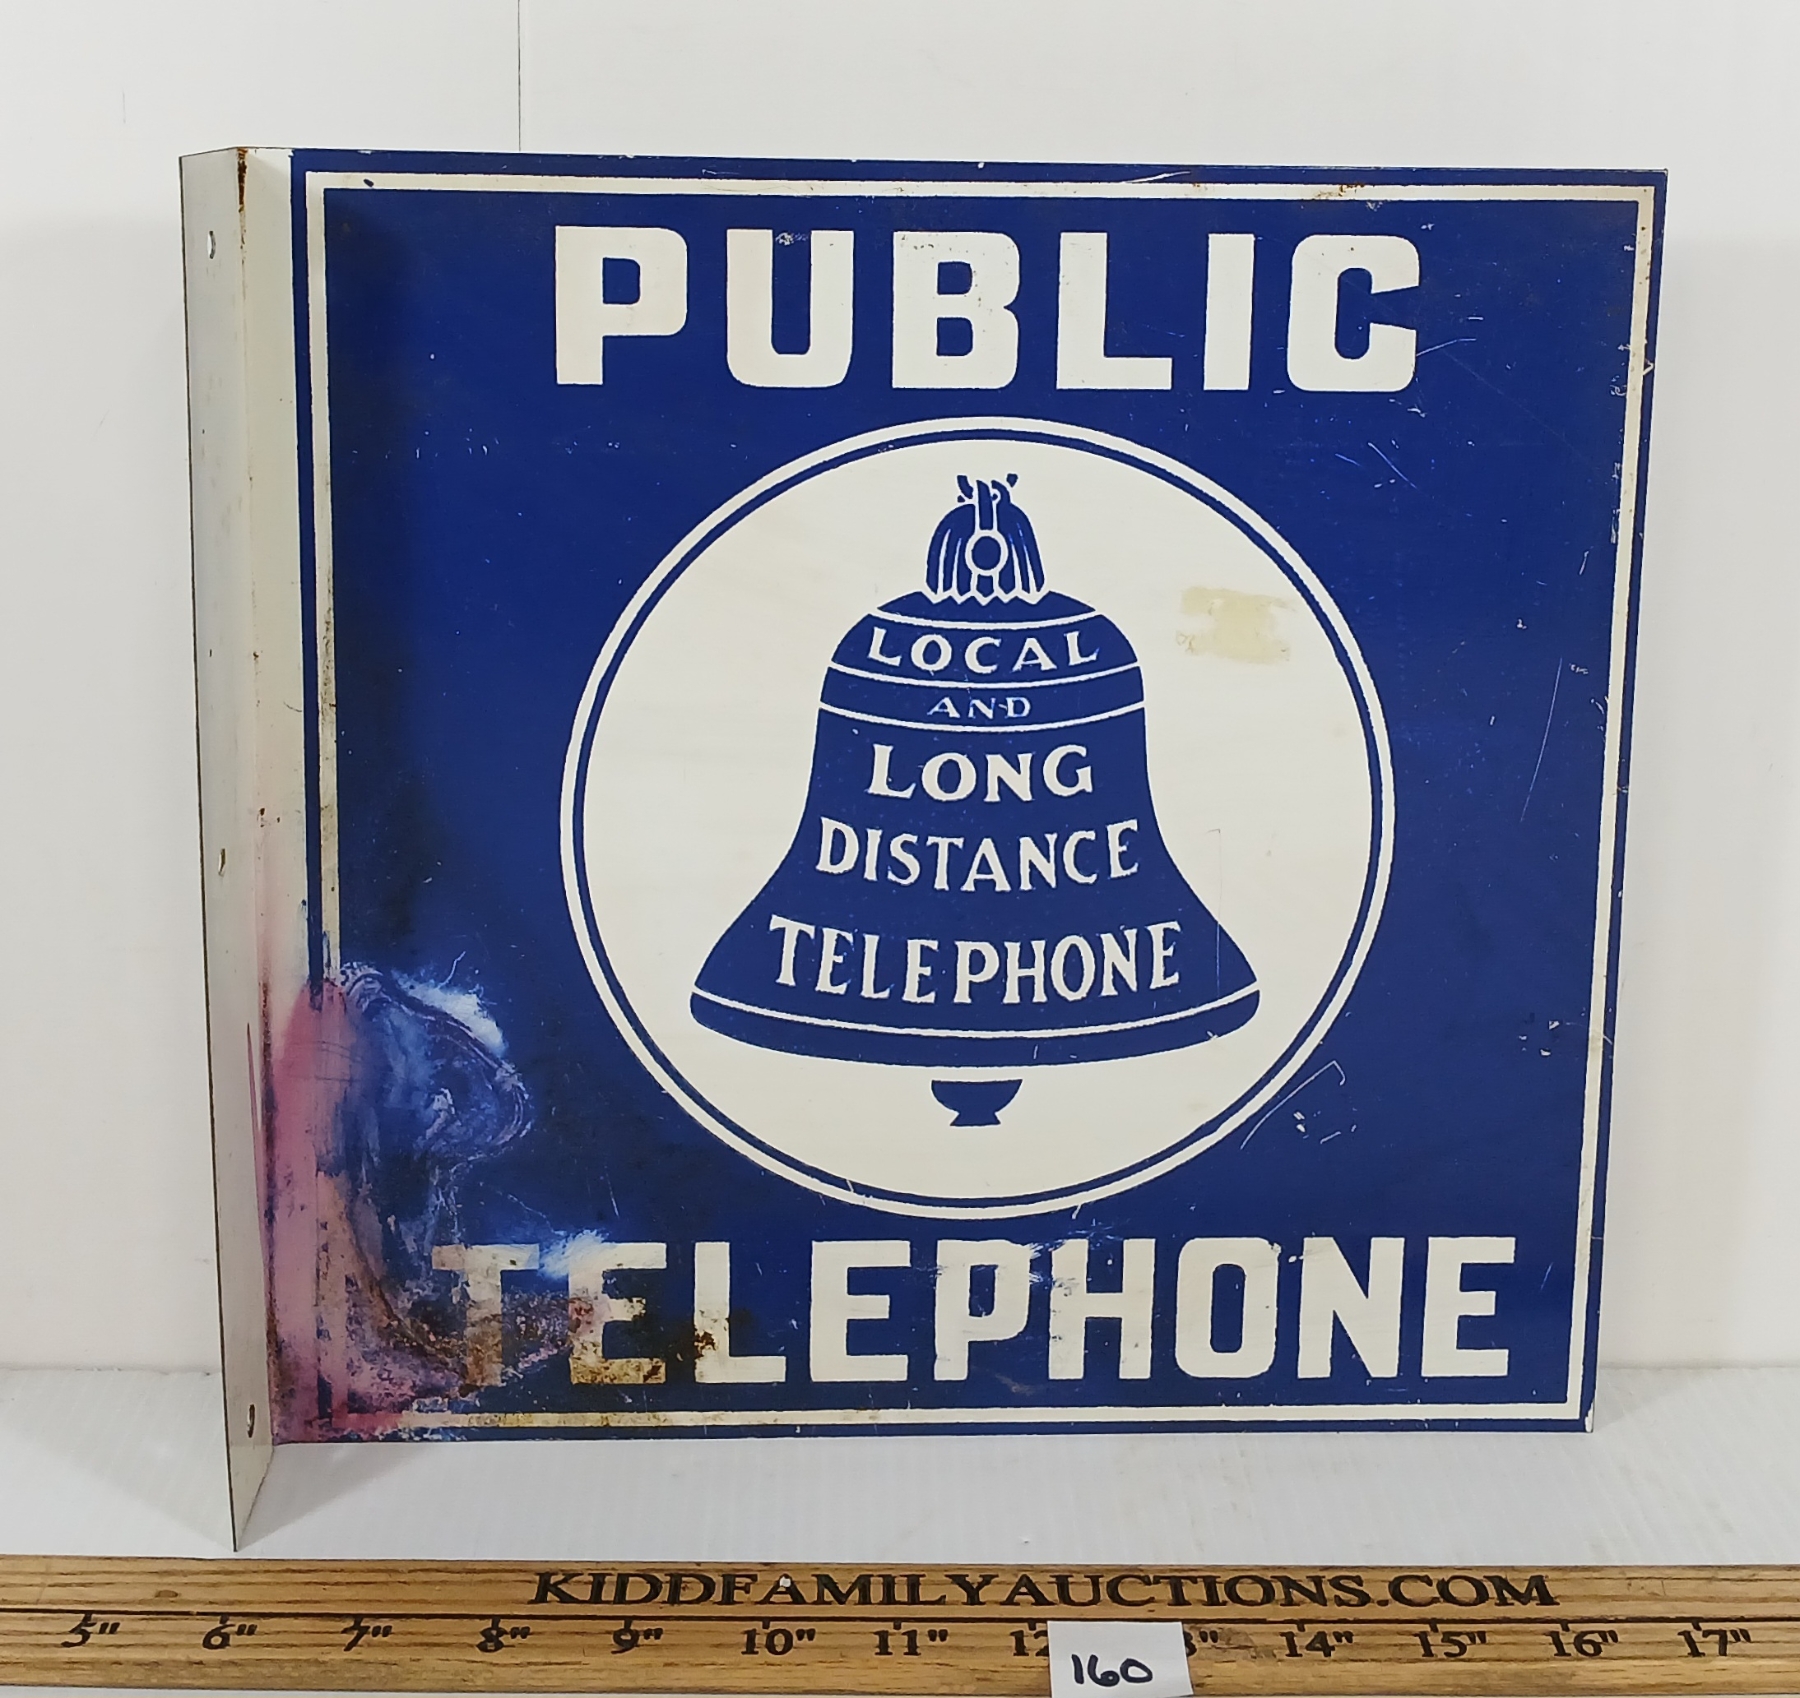 PUBLIC
LOCAL
AND
LONG
DISTANCE
TELEPHONE
TELEPHONE
KIDDFAMILYAUCTIONS.COM
5" 6" 7" 8" 9" 10" 11" 14" 15" 16" 17"
160